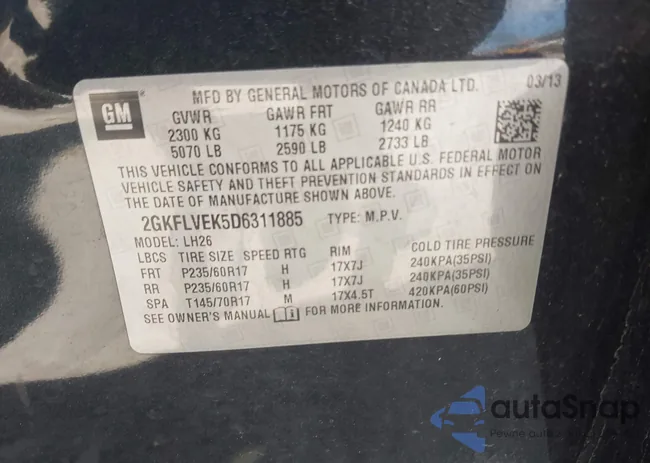 GM
MFD BY GENERAL MOTORS OF CANADA LTD. 03/13
GVWR GAWR FRT GAWR RR
2300 KG 1175 KG 1240 KG
5070 LB 2590 LB 2733 LB
THIS VEHICLE CONFORMS TO ALL APPLICABLE U.S. FEDERAL MOTOR
VEHICLE SAFETY AND THEFT PREVENTION STANDARDS IN EFFECT ON
THE DATE OF MANUFACTURE SHOWN ABOVE.
2GKFLVEK5D6311885 TYPE: M.P.V.
MODEL: LH26
LBCS TIRE SIZE SPEED RTG RIM COLD TIRE PRESSURE
FRT P235/60R17 H 17X7J 240KPA(35PSI)
RR P235/60R17 H 17X7J 240KPA(35PSI)
SPA T145/70R17 M 17X4.5T 420KPA(60PSI)
SEE OWNER'S MANUAL FOR MORE INFORMATION.
autaSnap
Pewne auto